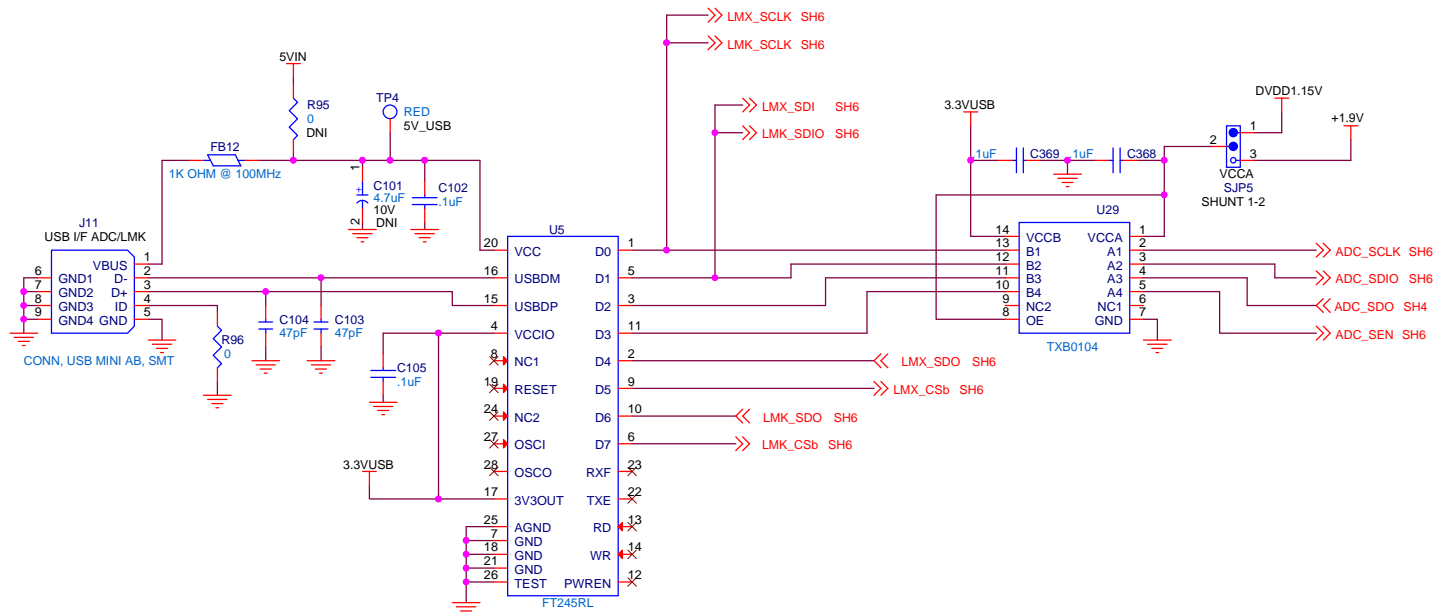 LMX_SCLK SH6
LMK_SCLK SH6
5VIN
R95
0
DNI
TP4
RED
5V_USB
LMX_SDI SH6
LMK_SDIO SH6
3.3VUSB
DVDD1.15V
+1.9V
1
2
3
VCCA
SJP5
SHUNT 1-2
FB12
1K OHM @ 100MHz
1
2
+
C101
4.7uF
10V
DNI
C102
.1uF
.1uF
C369
.1uF
C368
J11
USB I/F ADC/LMK
VBUS 1
D- 2
D+ 3
ID 4
GND 5
6 GND1
7 GND2
8 GND3
9 GND4
CONN, USB MINI AB, SMT
R96
0
C104
47pF
C103
47pF
C105
.1uF
3.3VUSB
U5
20 VCC
16 USBDM
15 USBDP
4 VCCIO
8 NC1
19 RESET
24 NC2
27 OSCI
28 OSCO
17 3V3OUT
25 AGND
7 GND
18 GND
21 GND
26 TEST
D0 1
D1 5
D2 3
D3 11
D4 2
D5 9
D6 10
D7 6
RXF 23
TXE 22
RD 13
WR 14
PWREN 12
FT245RL
LMX_SDO SH6
LMX_CSb SH6
LMK_SDO SH6
LMK_CSb SH6
U29
14 VCCB
13 B1
12 B2
11 B3
10 B4
9 NC2
8 OE
VCCA 1
A1 2
A2 3
A3 4
A4 5
NC1 6
GND 7
TXB0104
ADC_SCLK SH6
ADC_SDIO SH6
ADC_SDO SH4
ADC_SEN SH6